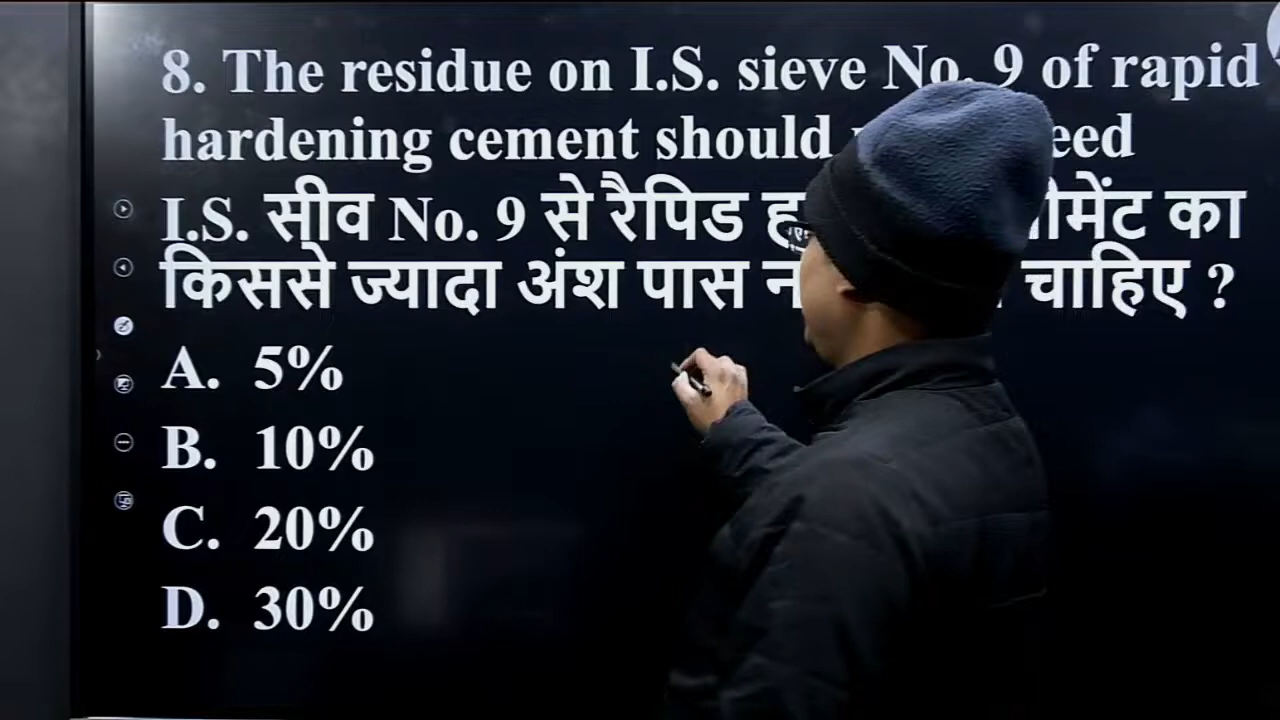 8. The residue on I.S. sieve No. 9 of rapid
hardening cement should
I.S. सीव No. 9 से रैपिड का
किससे ज्यादा अंश पास चाहिए ?
A. 5%
B. 10%
C. 20%
D. 30%